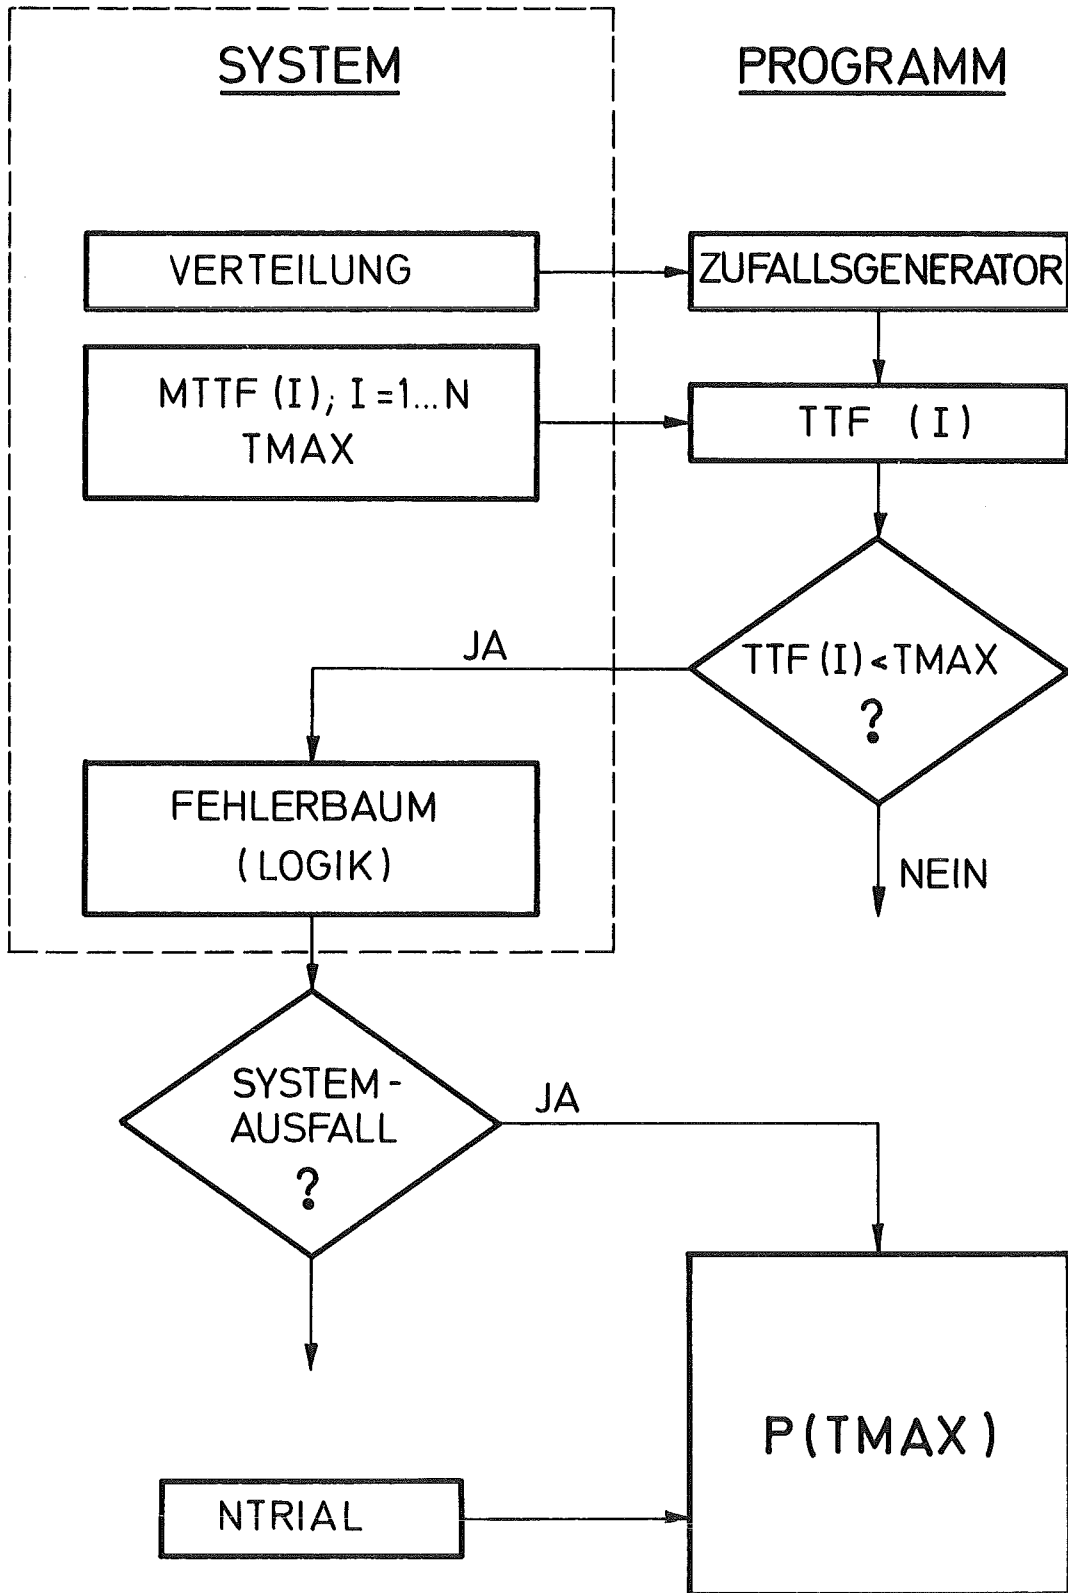 SYSTEM
PROGRAMM
VERTEILUNG
ZUFALLSGENERATOR
MTTF (I); I=1...N
TMAX
TTF (I)
JA
TTF(I)<TMAX
?
FEHLERBAUM
(LOGIK)
NEIN
SYSTEM-
AUSFALL
?
JA
P(TMAX)
NTRIAL